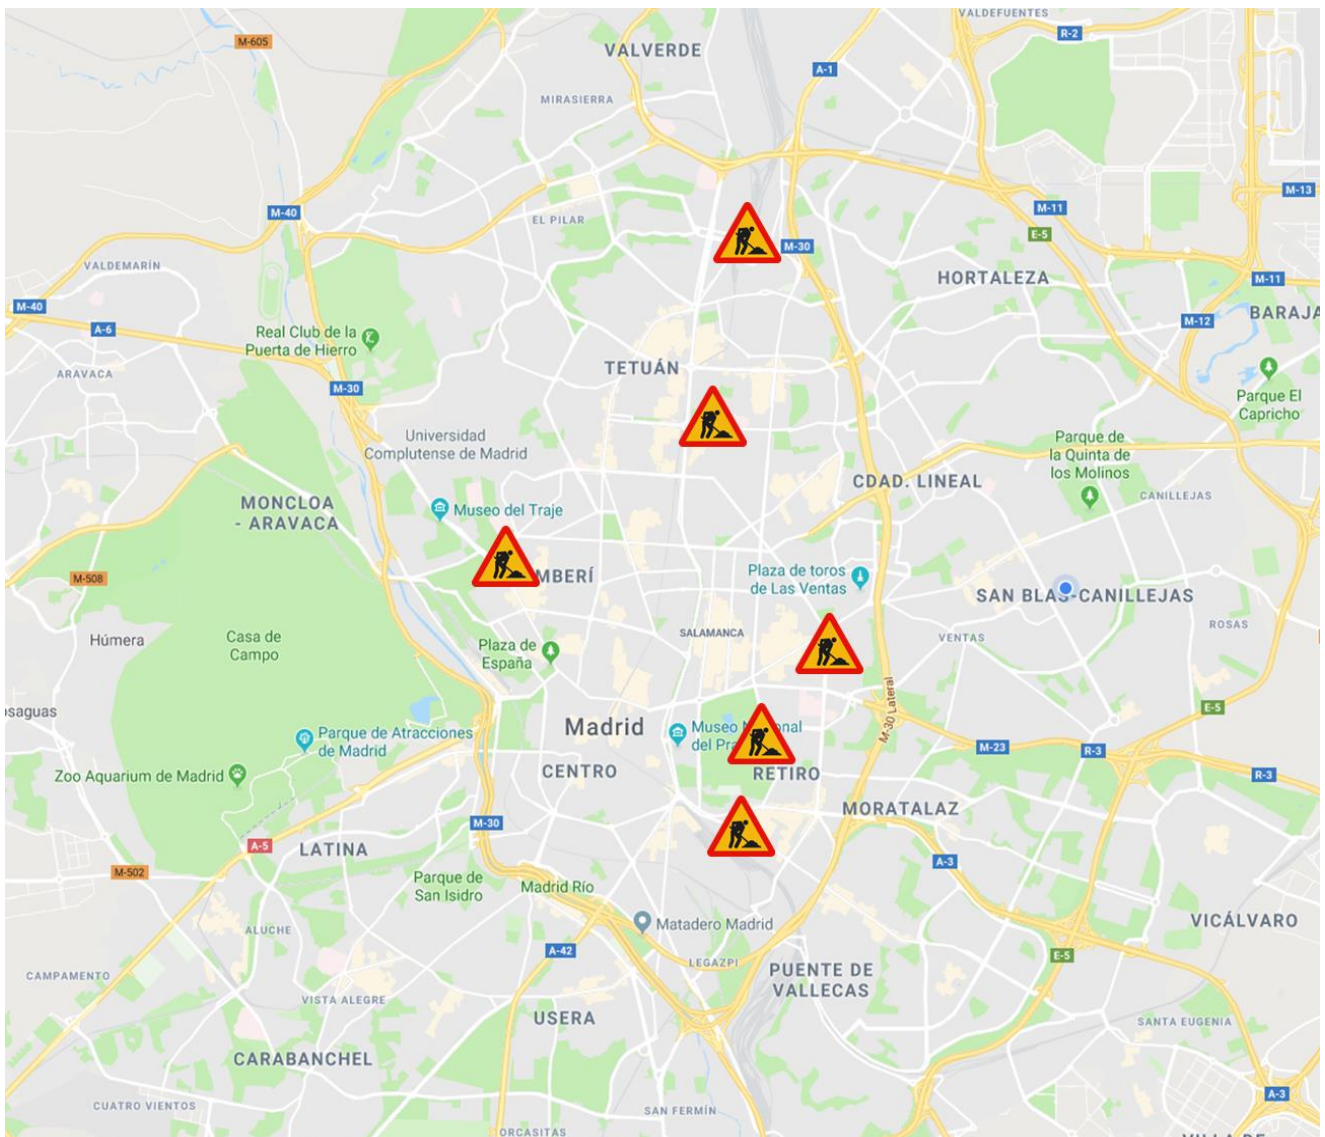 VALDEFUENTES
M-605
R-2
VALVERDE
A-1
MIRASIERRA
M-13
M-40
M-11
EL PILAR
E-5
M-30
VALDEMARÍN
HORTALEZA
M-11
M-40
BARAJA
M-12
A-6
Real Club de la
Puerta de Hierro
TETUÁN
ARAVACA
M-30
Parque El
Capricho
Universidad
Complutense de Madrid
Parque de
la Quinta de
los Molinos
CDAD. LINEAL
CANILLEJAS
MONCLOA
- ARAVACA
Museo del Traje
M-508
MBERÍ
Plaza de toros
de Las Ventas
SAN BLAS-CANILLEJAS
Húmera
Casa de
Campo
SALAMANCA
VENTAS
ROSAS
Plaza de
España
osaguas
M-30 Lateral
E-5
Madrid
Museo N onal
del Pra
Parque de Atracciones
de Madrid
M-23
R-3
CENTRO
RETIRO
Zoo Aquarium de Madrid
R-3
MORATALAZ
M-30
A-5
LATINA
A-3
M-502
Parque de
San Isidro
Madrid Río
Matadero Madrid
VICÁLVARO
ALUCHE
A-42
E-5
LEGAZPI
CAMPAMENTO
PUENTE DE
VALLECAS
VISTA ALEGRE
USERA
SANTA EUGENIA
CARABANCHEL
A-3
CUATRO VIENTOS
SAN FERMÍN
ORCASITAS
VILLA DE